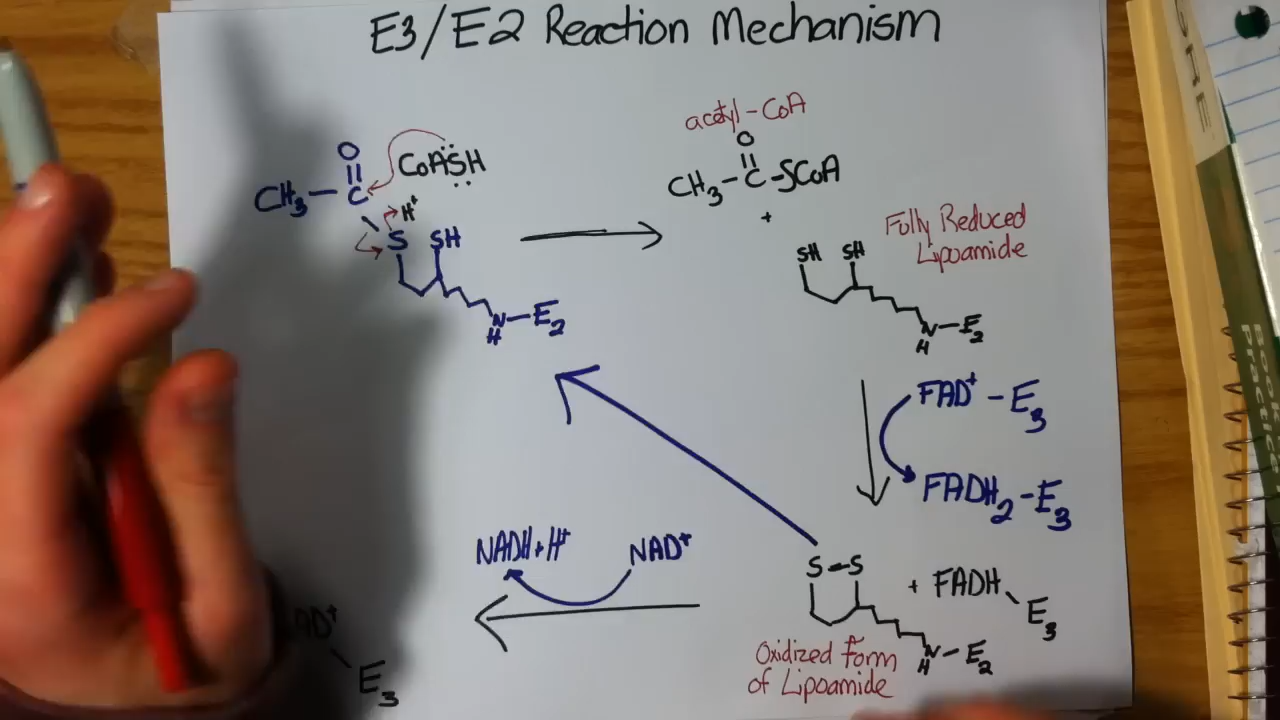 E3/E2 Reaction Mechanism
acetyl-CoA
O
CH3-C-SCoA
+
O
CoASH
CH3-C
H+
S SH
N-E2
H
Fully Reduced
Lipoamide
SH SH
N-E2
H
FAD+-E3
FADH2-E3
NADH+H+ NAD+
S-S
+ FADH
E3
N-E2
H
Oxidized form
of Lipoamide
AD+
E3